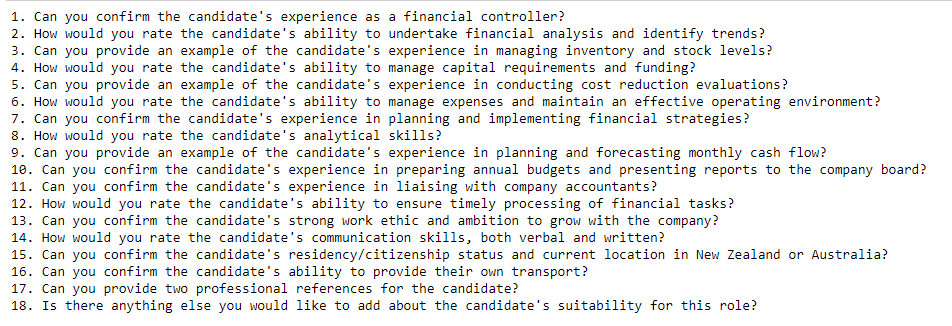 1. Can you confirm the candidate's experience as a financial controller?
2. How would you rate the candidate's ability to undertake financial analysis and identify trends?
3. Can you provide an example of the candidate's experience in managing inventory and stock levels?
4. How would you rate the candidate's ability to manage capital requirements and funding?
5. Can you provide an example of the candidate's experience in conducting cost reduction evaluations?
6. How would you rate the candidate's ability to manage expenses and maintain an effective operating environment?
7. Can you confirm the candidate's experience in planning and implementing financial strategies?
8. How would you rate the candidate's analytical skills?
9. Can you provide an example of the candidate's experience in planning and forecasting monthly cash flow?
10. Can you confirm the candidate's experience in preparing annual budgets and presenting reports to the company board?
11. Can you confirm the candidate's experience in liaising with company accountants?
12. How would you rate the candidate's ability to ensure timely processing of financial tasks?
13. Can you confirm the candidate's strong work ethic and ambition to grow with the company?
14. How would you rate the candidate's communication skills, both verbal and written?
15. Can you confirm the candidate's residency/citizenship status and current location in New Zealand or Australia?
16. Can you confirm the candidate's ability to provide their own transport?
17. Can you provide two professional references for the candidate?
18. Is there anything else you would like to add about the candidate's suitability for this role?